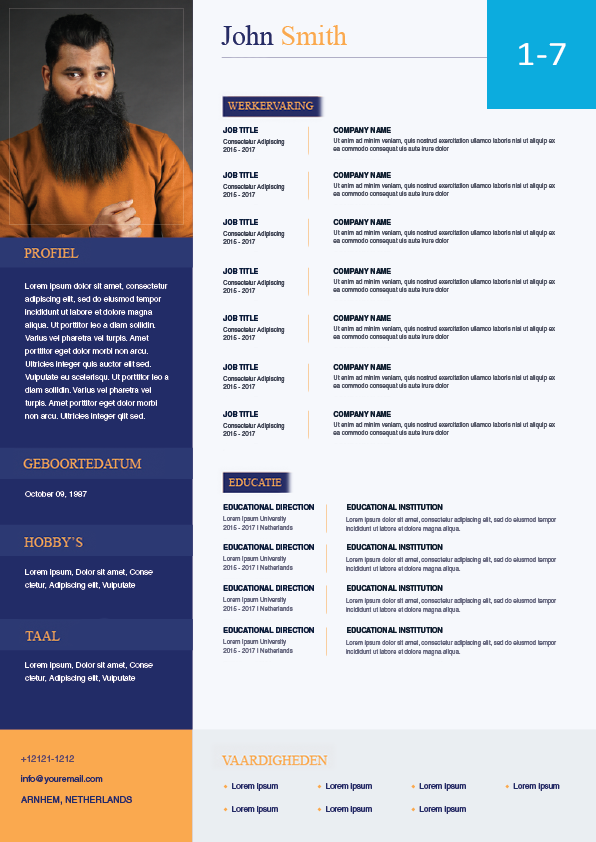 John Smith
1-7
WERKERVARING
JOB TITLE
Consectetur Adipiscing
2015 - 2017
COMPANY NAME
Ut enim ad minim veniam, quis nostrud exercitation ullamco laboris nisi ut aliquip ex
ea commodo consequat uis aute irure dolor
JOB TITLE
Consectetur Adipiscing
2015 - 2017
COMPANY NAME
Ut enim ad minim veniam, quis nostrud exercitation ullamco laboris nisi ut aliquip ex
ea commodo consequat uis aute irure dolor
JOB TITLE
Consectetur Adipiscing
2015 - 2017
COMPANY NAME
Ut enim ad minim veniam, quis nostrud exercitation ullamco laboris nisi ut aliquip ex
ea commodo consequat uis aute irure dolor
JOB TITLE
Consectetur Adipiscing
2015 - 2017
COMPANY NAME
Ut enim ad minim veniam, quis nostrud exercitation ullamco laboris nisi ut aliquip ex
ea commodo consequat uis aute irure dolor
JOB TITLE
Consectetur Adipiscing
2015 - 2017
COMPANY NAME
Ut enim ad minim veniam, quis nostrud exercitation ullamco laboris nisi ut aliquip ex
ea commodo consequat uis aute irure dolor
JOB TITLE
Consectetur Adipiscing
2015 - 2017
COMPANY NAME
Ut enim ad minim veniam, quis nostrud exercitation ullamco laboris nisi ut aliquip ex
ea commodo consequat uis aute irure dolor
JOB TITLE
Consectetur Adipiscing
2015 - 2017
COMPANY NAME
Ut enim ad minim veniam, quis nostrud exercitation ullamco laboris nisi ut aliquip ex
ea commodo consequat uis aute irure dolor
EDUCATIE
EDUCATIONAL DIRECTION
Lorem Ipsum University
2015 - 2017 I Netherlands
EDUCATIONAL INSTITUTION
Lorem ipsum dolor sit amet, consectetur adipiscing elit, sed do eiusmod tempor
incididunt ut labore et dolore magna aliqua.
EDUCATIONAL DIRECTION
Lorem Ipsum University
2015 - 2017 I Netherlands
EDUCATIONAL INSTITUTION
Lorem ipsum dolor sit amet, consectetur adipiscing elit, sed do eiusmod tempor
incididunt ut labore et dolore magna aliqua.
EDUCATIONAL DIRECTION
Lorem Ipsum University
2015 - 2017 I Netherlands
EDUCATIONAL INSTITUTION
Lorem ipsum dolor sit amet, consectetur adipiscing elit, sed do eiusmod tempor
incididunt ut labore et dolore magna aliqua.
EDUCATIONAL DIRECTION
Lorem Ipsum University
2015 - 2017 I Netherlands
EDUCATIONAL INSTITUTION
Lorem ipsum dolor sit amet, consectetur adipiscing elit, sed do eiusmod tempor
incididunt ut labore et dolore magna aliqua.
PROFIEL
Lorem ipsum dolor sit amet, consectetur
adipiscing elit, sed do eiusmod tempor
incididunt ut labore et dolore magna
aliqua. Ut porttitor leo a diam sollidin.
Varius vel pharetra vel turpis. Amet
porttitor eget dolor morbi non arcu.
Ultricies integer quis auctor elit sed.
Vulputate eu scelerisqu. Ut porttitor leo a
diam sollidin. Varius vel pharetra vel
turpis. Amet porttitor eget dolor morbi
non arcu. Ultricies integer qlit sed.
GEBOORTEDATUM
October 09, 1987
HOBBY'S
Lorem ipsum, Dolor sit amet, Conse
ctetur, Adipiscing elit, Vulputate
TAAL
Lorem ipsum, Dolor sit amet, Conse
ctetur, Adipiscing elit, Vulputate
+12121-1212
info@youremail.com
ARNHEM, NETHERLANDS
VAARDIGHEDEN
• Lorem Ipsum • Lorem Ipsum • Lorem Ipsum • Lorem Ipsum
• Lorem Ipsum • Lorem Ipsum • Lorem Ipsum